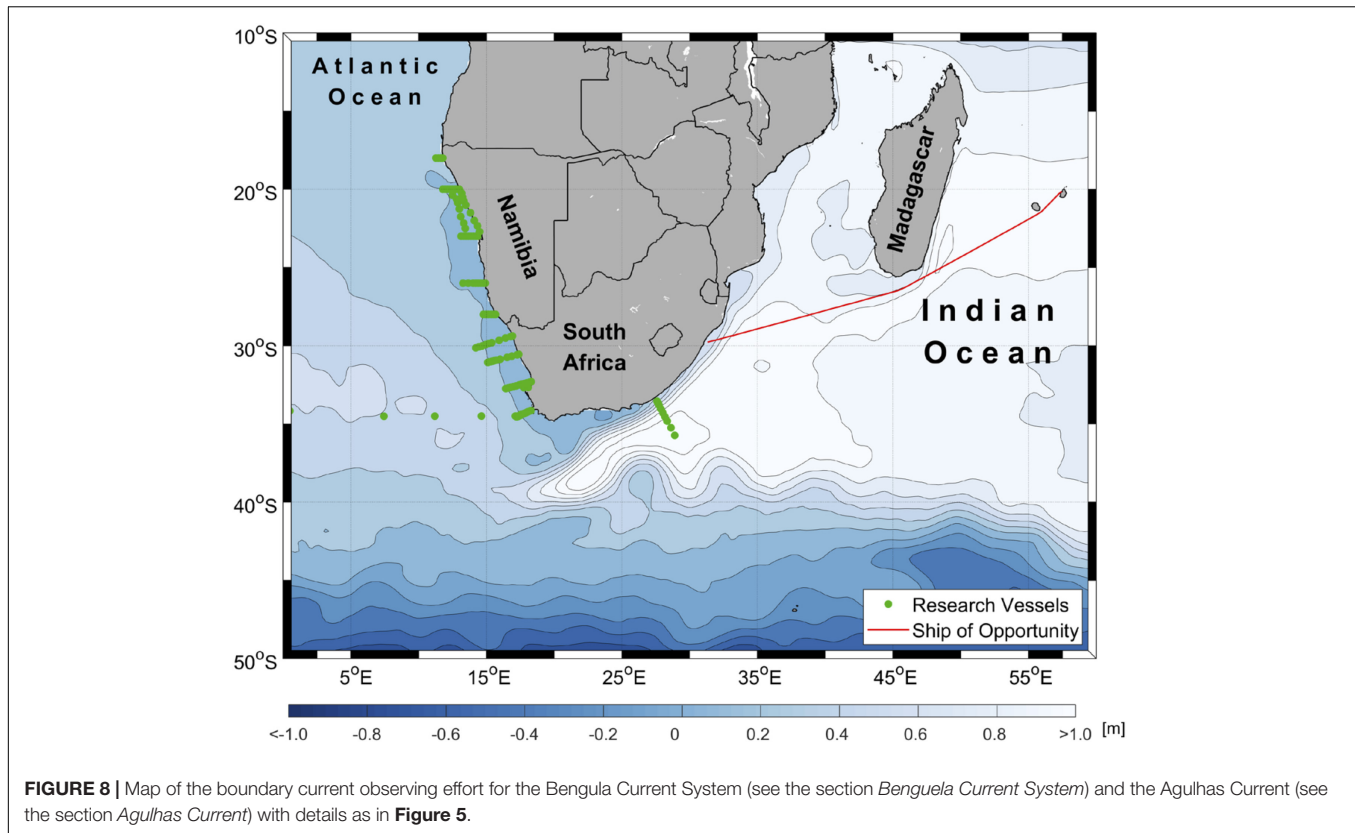 10°S
20°S
30°S
40°S
50°S
Atlantic
Ocean
Namibia
South
Africa
Madagascar
Indian
Ocean
Research Vessels
Ship of Opportunity
5°E 15°E 25°E 35°E 45°E 55°E
<-1.0 -0.8 -0.6 -0.4 -0.2 0 0.2 0.4 0.6 0.8 >1.0 [m]
FIGURE 8 | Map of the boundary current observing effort for the Bengula Current System (see the section Benguela Current System) and the Agulhas Current (see
the section Agulhas Current) with details as in Figure 5.